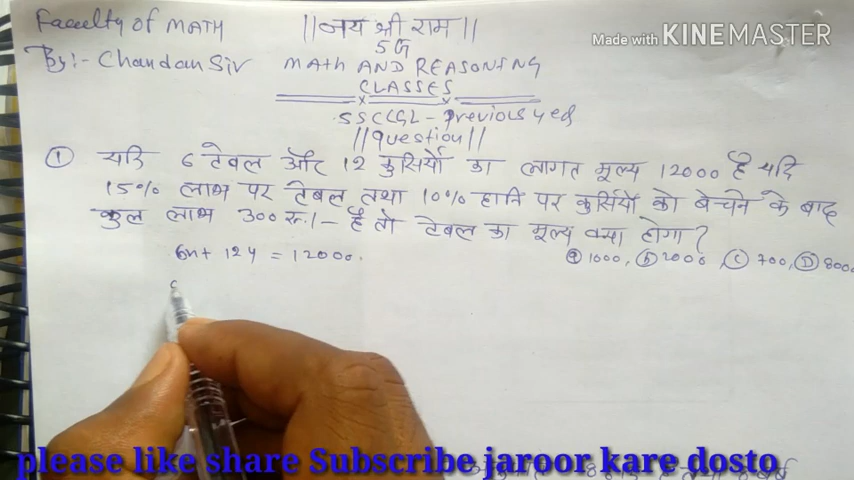 Faculty of MATH ||जय श्री राम||
Made with KINEMASTER
5G
By:- Chandan Sir MATH AND REASONING
CLASSES
SSC CGL - Previous yed
||Question||
① यदि 6 टेबल और 12 कुर्सियों का लागत मूल्य 12000 है यदि
15% लाभ पर टेबल तथा 10% हानि पर कुर्सियों को बेचने के बाद
कुल लाभ 300 रु./- है तो टेबल का मूल्य क्या होगा?
6x + 12y = 12000.
ⓐ 1000, ⓑ 2000, Ⓒ 700, Ⓓ 8000
please like share Subscribe jaroor kare dosto